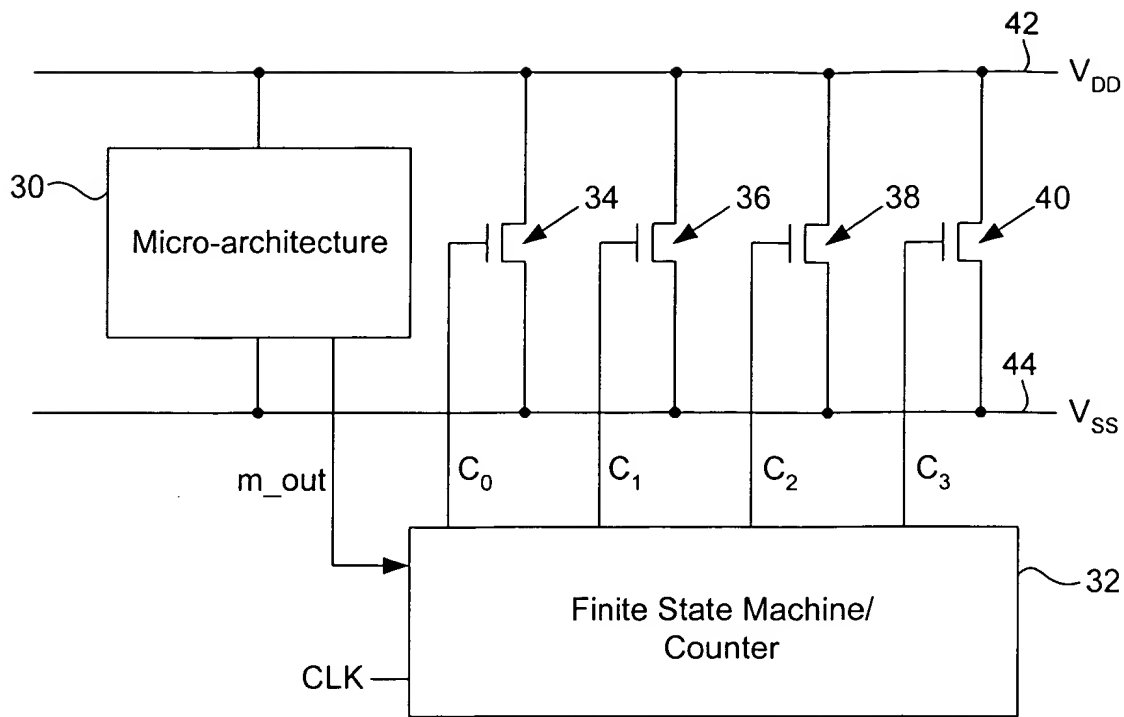 42
V_DD
30
Micro-architecture
34
36
38
40
44
V_SS
m_out
C_0
C_1
C_2
C_3
Finite State Machine/
Counter
32
CLK